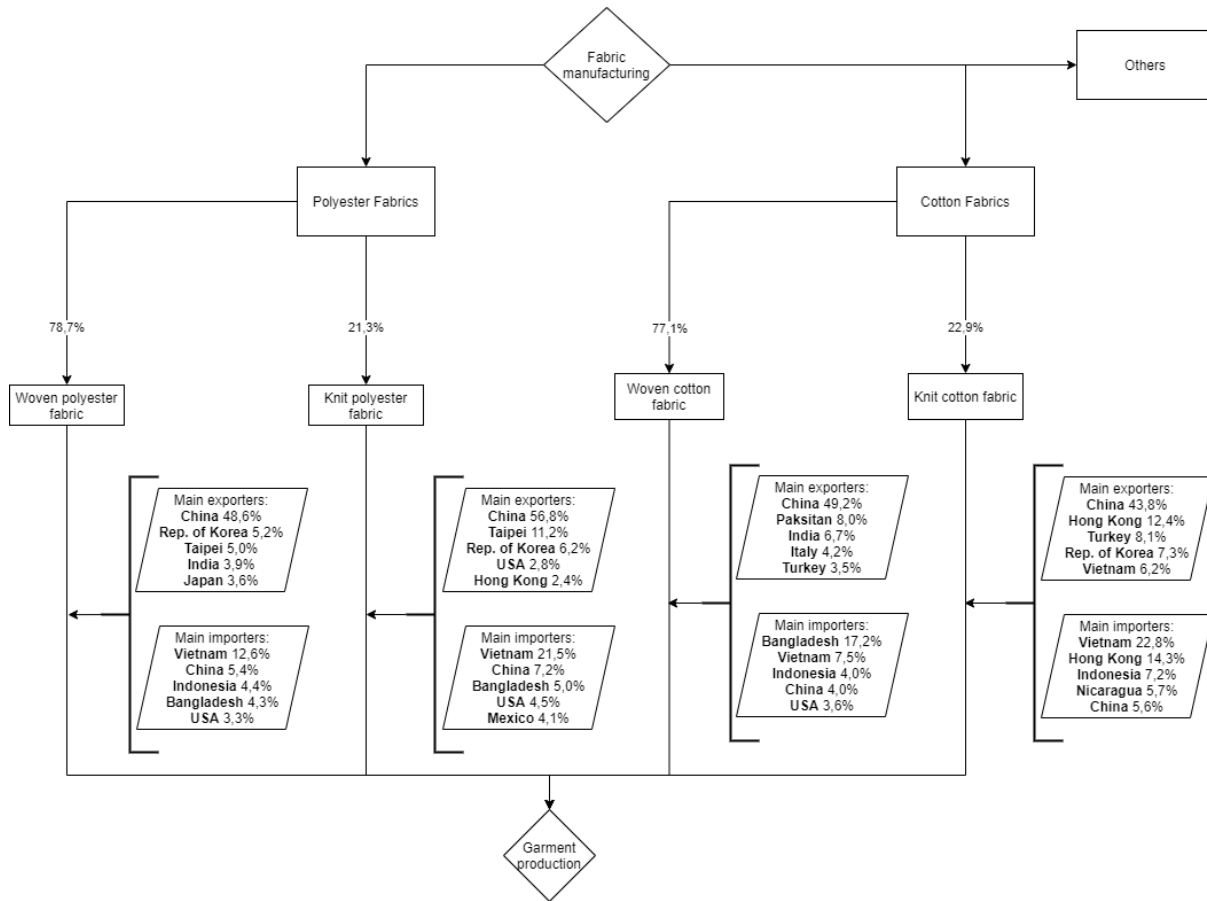 Fabric
manufacturing
Others
Polyester Fabrics
Cotton Fabrics
78,7%
21,3%
77,1%
22,9%
Woven polyester
fabric
Knit polyester
fabric
Woven cotton
fabric
Knit cotton fabric
Main exporters:
China 48,6%
Rep. of Korea 5,2%
Taipei 5,0%
India 3,9%
Japan 3,6%
Main exporters:
China 56,8%
Taipei 11,2%
Rep. of Korea 6,2%
USA 2,8%
Hong Kong 2,4%
Main exporters:
China 49,2%
Paksitan 8,0%
India 6,7%
Italy 4,2%
Turkey 3,5%
Main exporters:
China 43,8%
Hong Kong 12,4%
Turkey 8,1%
Rep. of Korea 7,3%
Vietnam 6,2%
Main importers:
Vietnam 12,6%
China 5,4%
Indonesia 4,4%
Bangladesh 4,3%
USA 3,3%
Main importers:
Vietnam 21,5%
China 7,2%
Bangladesh 5,0%
USA 4,5%
Mexico 4,1%
Main importers:
Bangladesh 17,2%
Vietnam 7,5%
Indonesia 4,0%
China 4,0%
USA 3,6%
Main importers:
Vietnam 22,8%
Hong Kong 14,3%
Indonesia 7,2%
Nicaragua 5,7%
China 5,6%
Garment
production